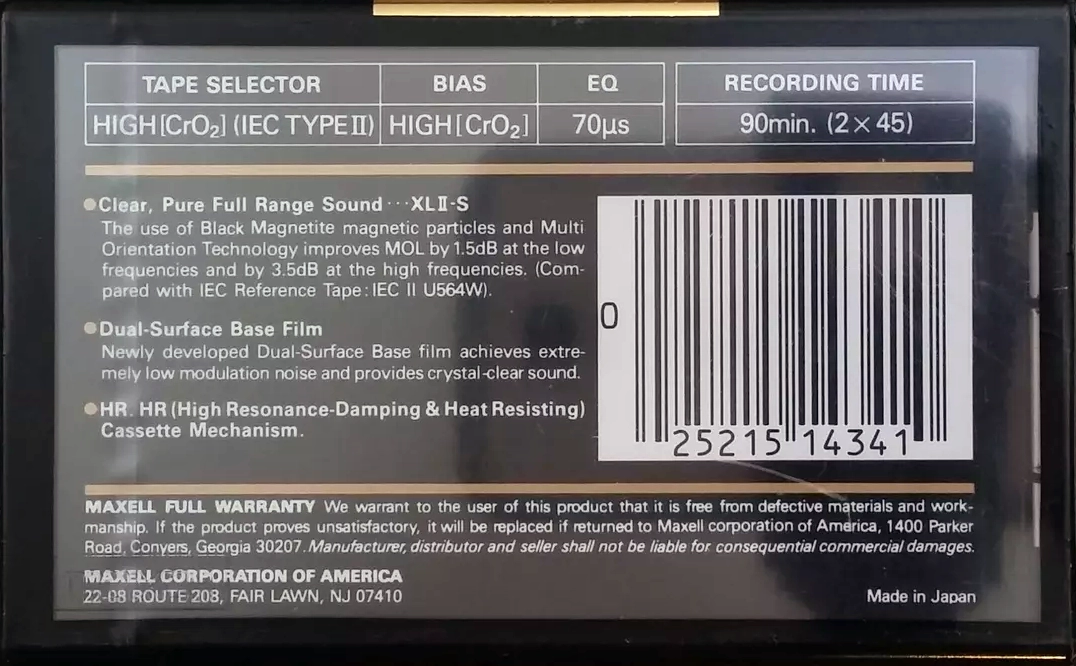 TAPE SELECTOR BIAS EQ RECORDING TIME
HIGH [CrO₂] (IEC TYPE II) HIGH [CrO₂] 70µs 90min. (2 × 45)
●Clear, Pure Full Range Sound ··· XLII-S
The use of Black Magnetite magnetic particles and Multi
Orientation Technology improves MOL by 1.5dB at the low
frequencies and by 3.5dB at the high frequencies. (Com-
pared with IEC Reference Tape: IEC II U564W).
●Dual-Surface Base Film
Newly developed Dual-Surface Base film achieves extre-
mely low modulation noise and provides crystal-clear sound.
●HR. HR (High Resonance-Damping & Heat Resisting)
Cassette Mechanism.
0 25215 14341
MAXELL FULL WARRANTY We warrant to the user of this product that it is free from defective materials and work-
manship. If the product proves unsatisfactory, it will be replaced if returned to Maxell corporation of America, 1400 Parker
Road, Conyers, Georgia 30207. Manufacturer, distributor and seller shall not be liable for consequential commercial damages.
MAXELL CORPORATION OF AMERICA
22-08 ROUTE 208, FAIR LAWN, NJ 07410
Made in Japan